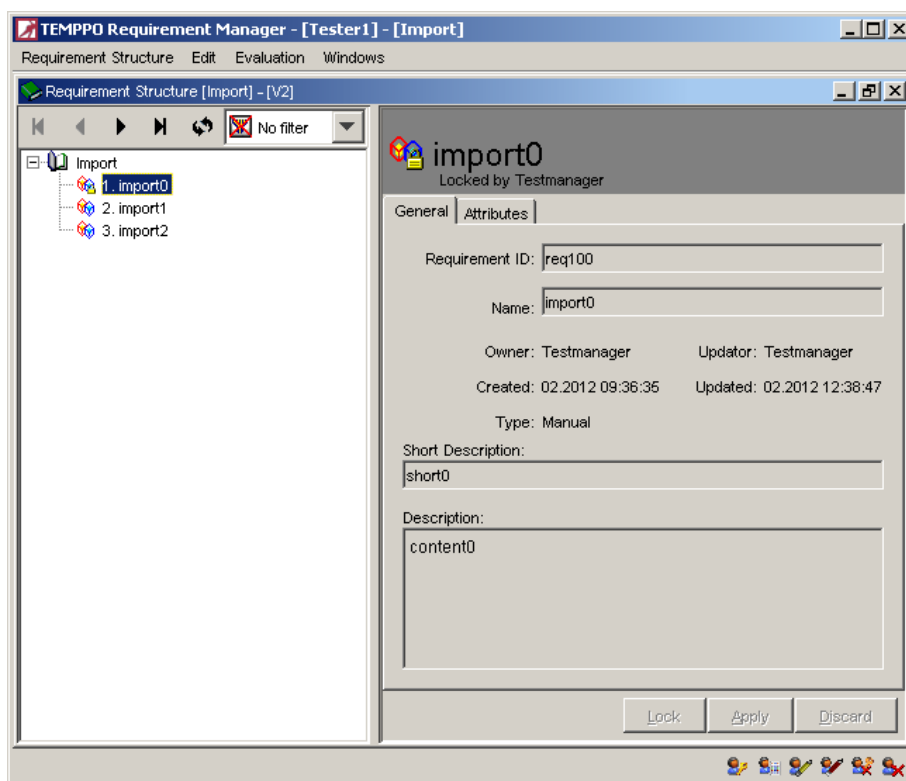 TEMPPO Requirement Manager - [Tester1] - [Import]
Requirement Structure Edit Evaluation Windows
Requirement Structure [Import] - [V2]
No filter
Import
1. import0
2. import1
3. import2
import0
Locked by Testmanager
General Attributes
Requirement ID: req100
Name: import0
Owner: Testmanager Updator: Testmanager
Created: 02.2012 09:36:35 Updated: 02.2012 12:38:47
Type: Manual
Short Description:
short0
Description:
content0
Lock Apply Discard